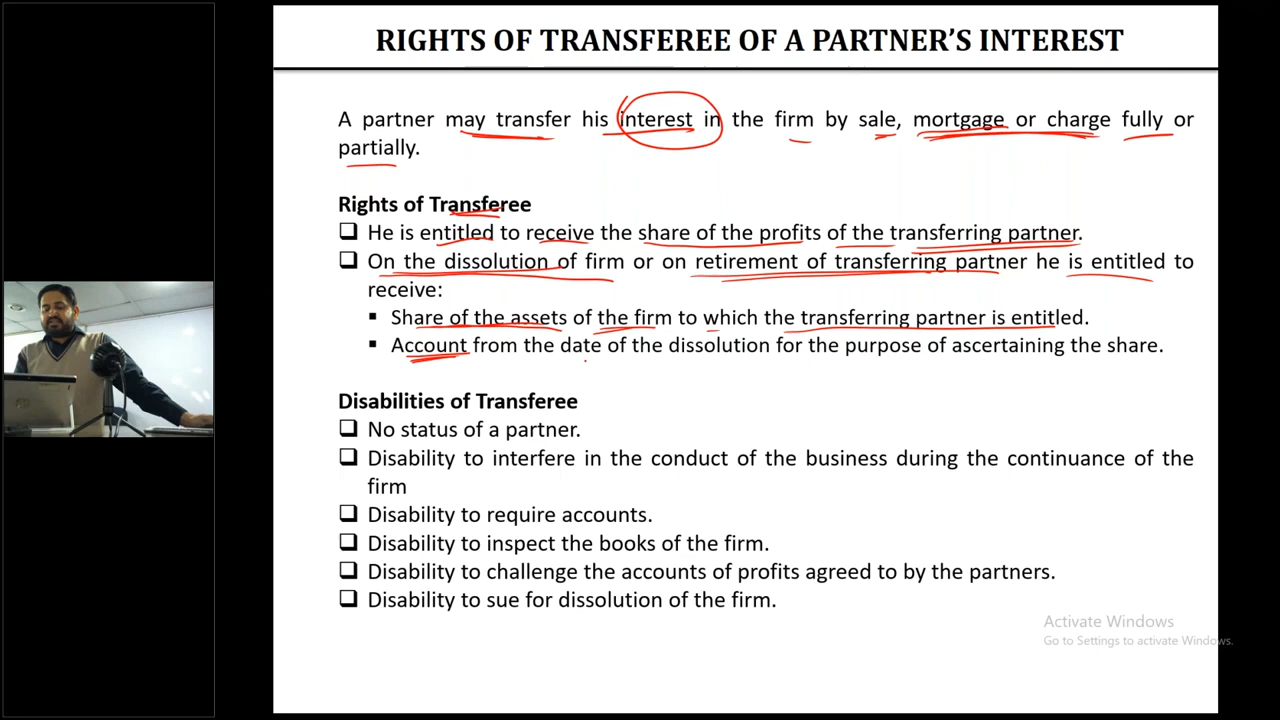 RIGHTS OF TRANSFEREE OF A PARTNER'S INTEREST
A partner may transfer his interest in the firm by sale, mortgage or charge fully or
partially.
Rights of Transferee
He is entitled to receive the share of the profits of the transferring partner.
On the dissolution of firm or on retirement of transferring partner he is entitled to
receive:
Share of the assets of the firm to which the transferring partner is entitled.
Account from the date of the dissolution for the purpose of ascertaining the share.
Disabilities of Transferee
No status of a partner.
Disability to interfere in the conduct of the business during the continuance of the
firm
Disability to require accounts.
Disability to inspect the books of the firm.
Disability to challenge the accounts of profits agreed to by the partners.
Disability to sue for dissolution of the firm.
Activate Windows
Go to Settings to activate Windows.